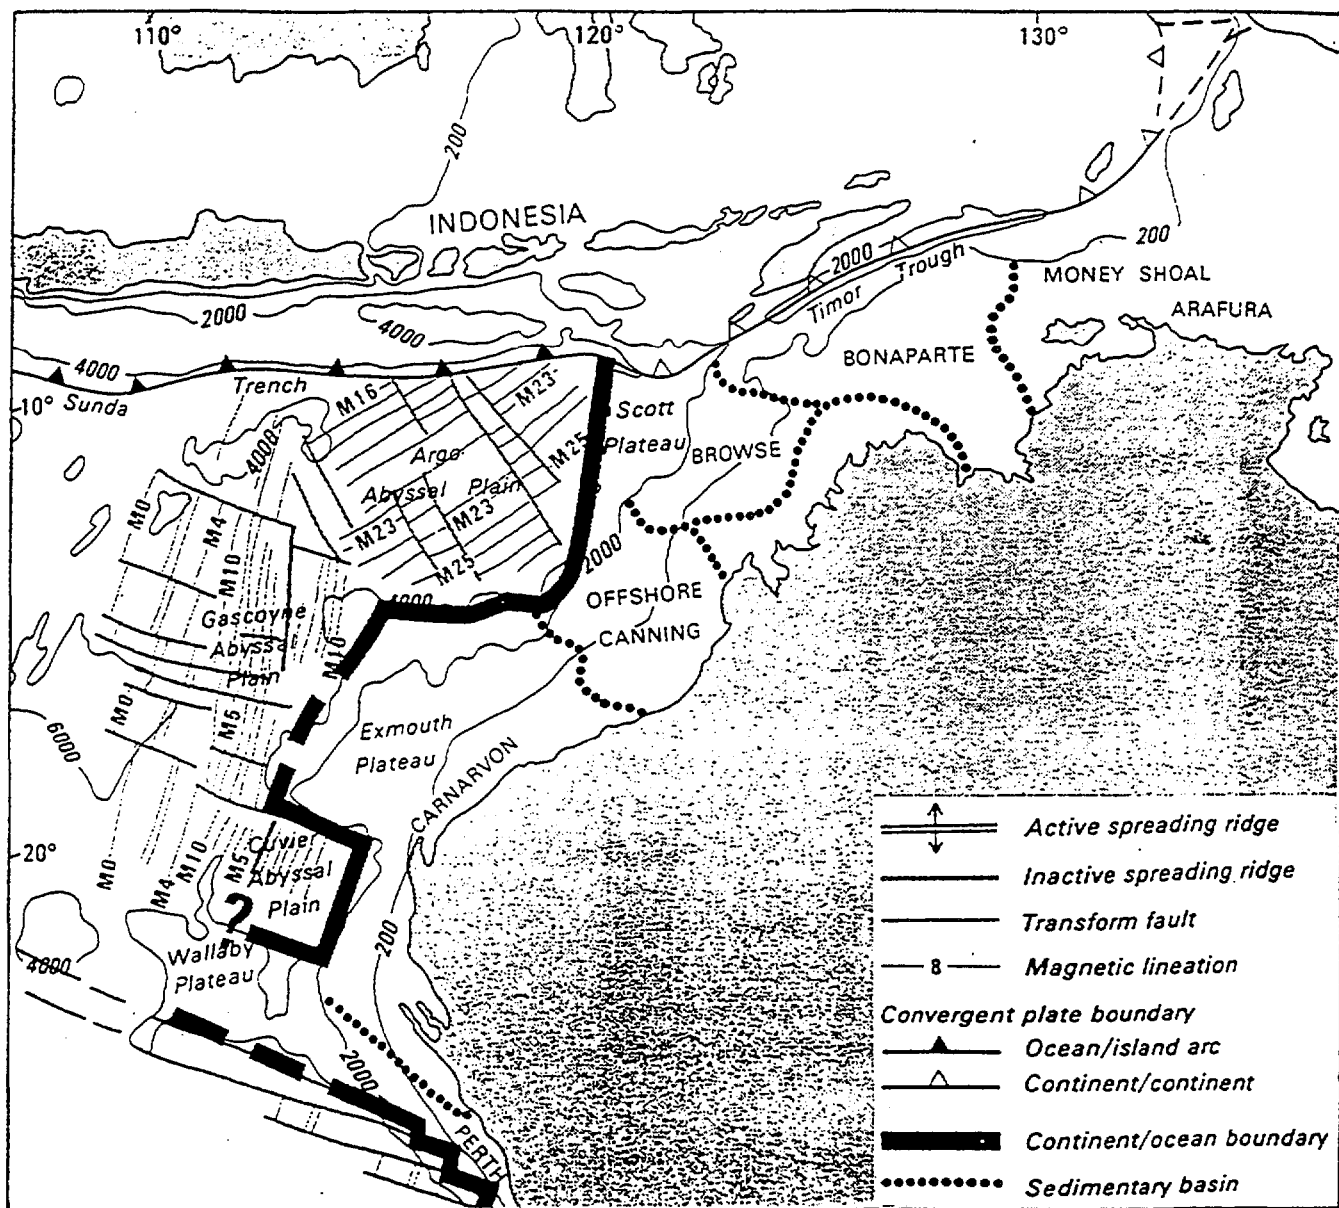 110°
120°
130°
200
INDONESIA
200
2000
Timor Trough
MONEY SHOAL
ARAFURA
2000
4000
BONAPARTE
4000
Sunda
Trench
10°
M16
M23
Scott
Plateau
4000
Argo
Abyssal Plain
M25
BROWSE
M0
M4
M23
M23
M10
M25
2000
4000
OFFSHORE
CANNING
Gascoyne
Abyssal
Plain
M10
M0
M5
6000
Exmouth
Plateau
CARNARVON
20°
Cuvier
Abyssal
Plain
M0
M4
M10
M5
?
200
Wallaby
Plateau
4000
2000
PERTH
Active spreading ridge
Inactive spreading ridge
Transform fault
8
Magnetic lineation
Convergent plate boundary
Ocean/island arc
Continent/continent
Continent/ocean boundary
Sedimentary basin